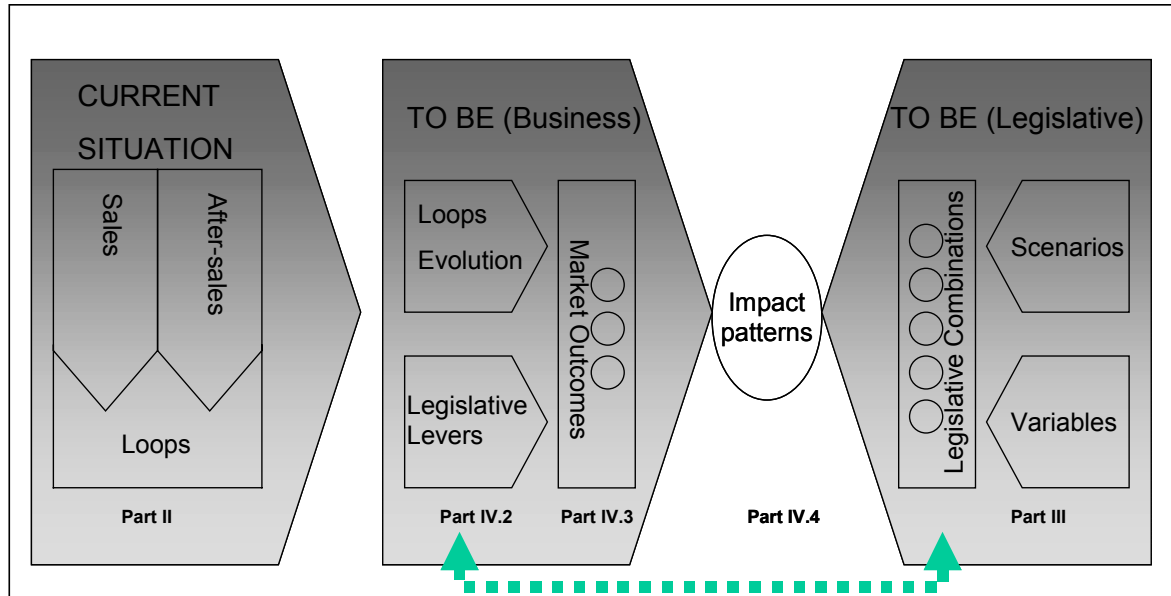 CURRENT
SITUATION
Sales
After-sales
Loops
Part II
TO BE (Business)
Loops
Evolution
Legislative
Levers
Market Outcomes
Part IV.2
Part IV.3
Impact
patterns
Part IV.4
TO BE (Legislative)
Legislative Combinations
Scenarios
Variables
Part III